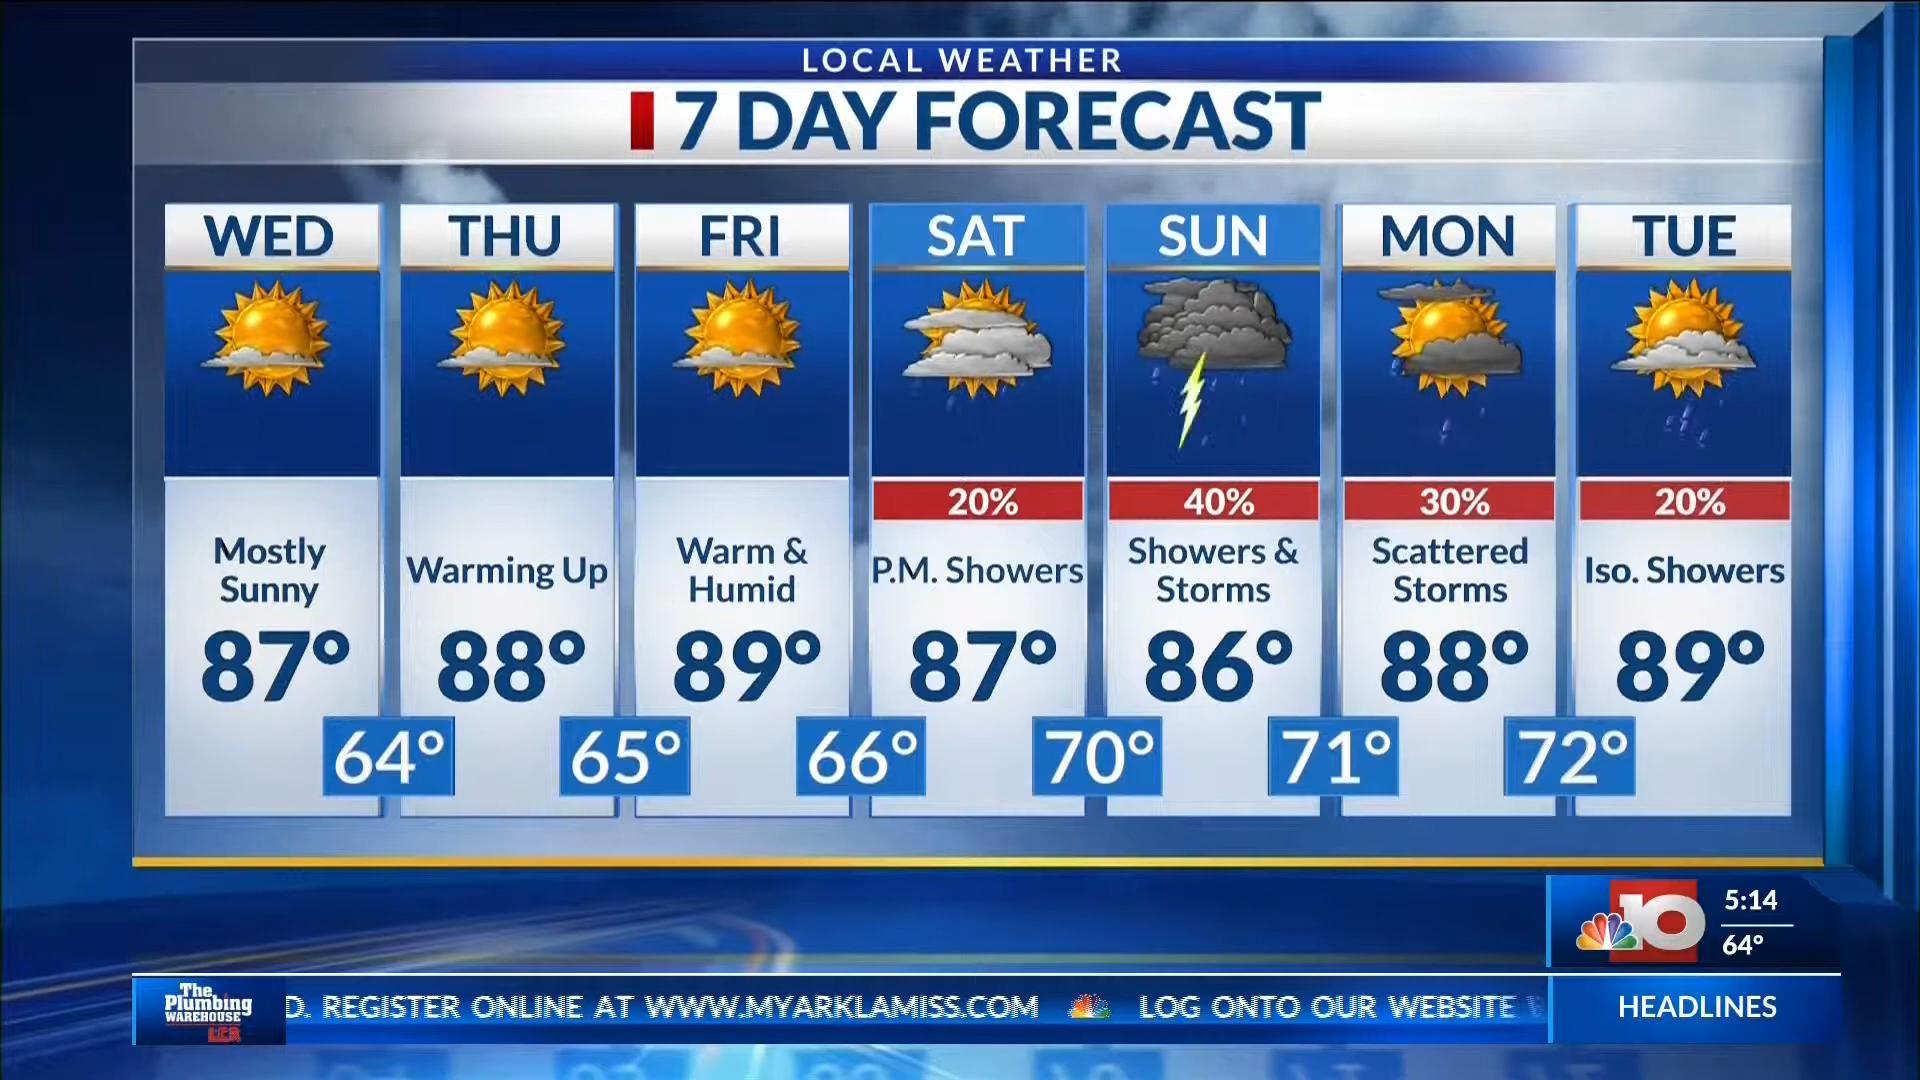 LOCAL WEATHER
7 DAY FORECAST
WED
THU
FRI
SAT
SUN
MON
TUE
20%
40%
30%
20%
Mostly
Sunny
Warming Up
Warm &
Humid
P.M. Showers
Showers &
Storms
Scattered
Storms
Iso. Showers
87°
88°
89°
87°
86°
88°
89°
64°
65°
66°
70°
71°
72°
10
5:14
64°
The
Plumbing
WAREHOUSE
D. REGISTER ONLINE AT WWW.MYARKLAMISS.COM
LOG ONTO OUR WEBSITE
HEADLINES